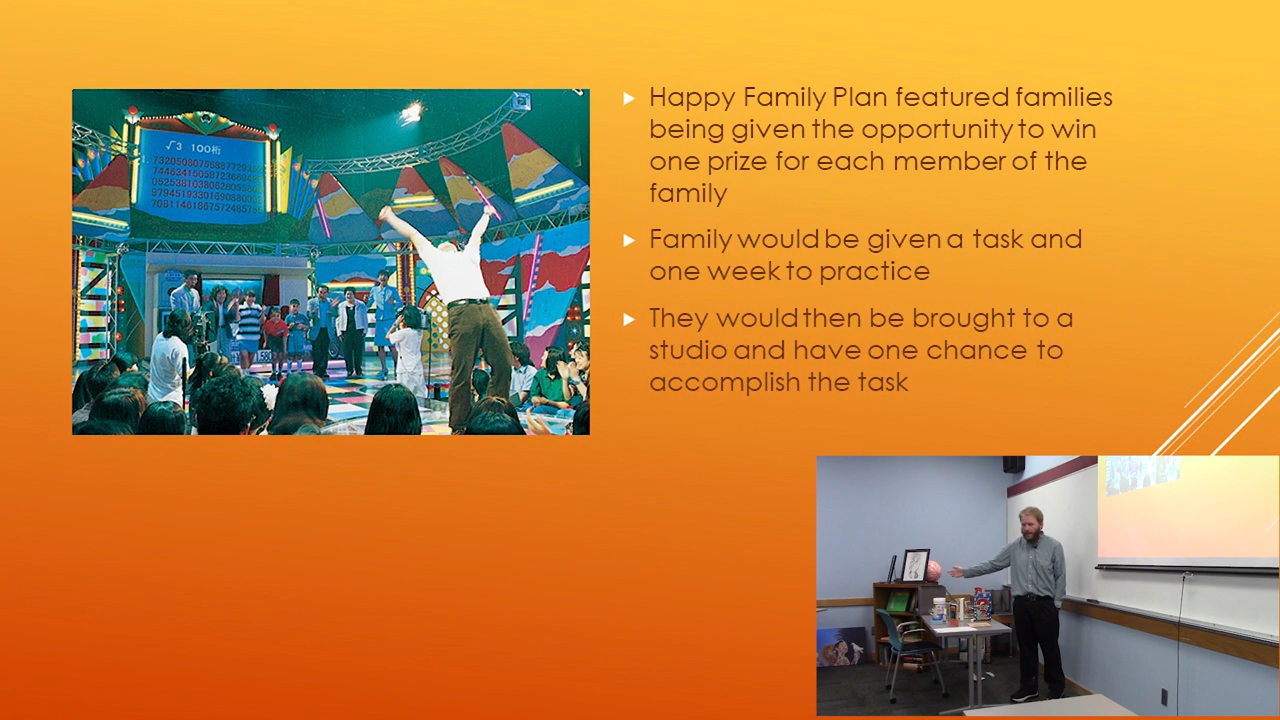 Happy Family Plan featured families
being given the opportunity to win
one prize for each member of the
family
Family would be given a task and
one week to practice
They would then be brought to a
studio and have one chance to
accomplish the task
√3 100桁